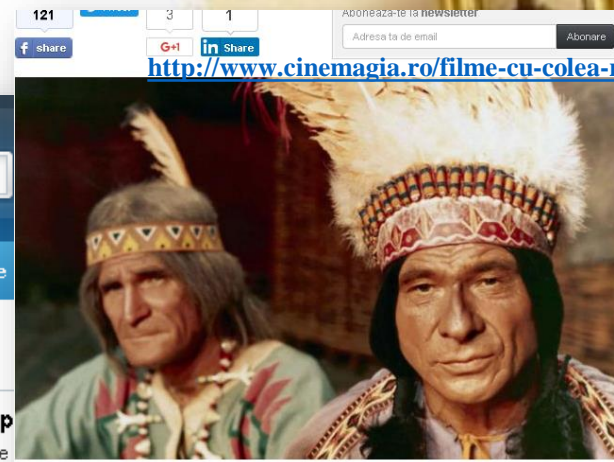 121 3 1
Abonează-te la newsletter
f share G+1 in Share
Adresa ta de email Abonare
http://www.cinemagia.ro/filme-cu-colea-
e
p
e